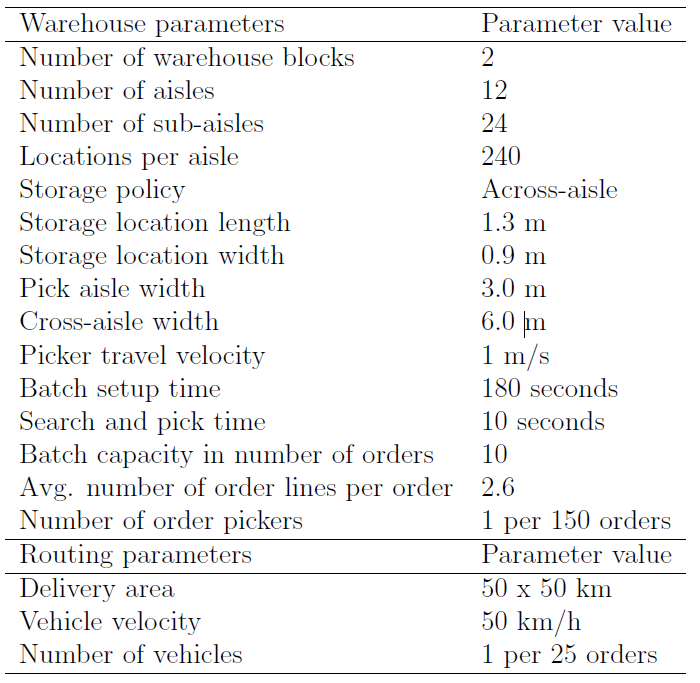 Warehouse parameters Parameter value
Number of warehouse blocks 2
Number of aisles 12
Number of sub-aisles 24
Locations per aisle 240
Storage policy Across-aisle
Storage location length 1.3 m
Storage location width 0.9 m
Pick aisle width 3.0 m
Cross-aisle width 6.0 m
Picker travel velocity 1 m/s
Batch setup time 180 seconds
Search and pick time 10 seconds
Batch capacity in number of orders 10
Avg. number of order lines per order 2.6
Number of order pickers 1 per 150 orders
Routing parameters Parameter value
Delivery area 50 x 50 km
Vehicle velocity 50 km/h
Number of vehicles 1 per 25 orders